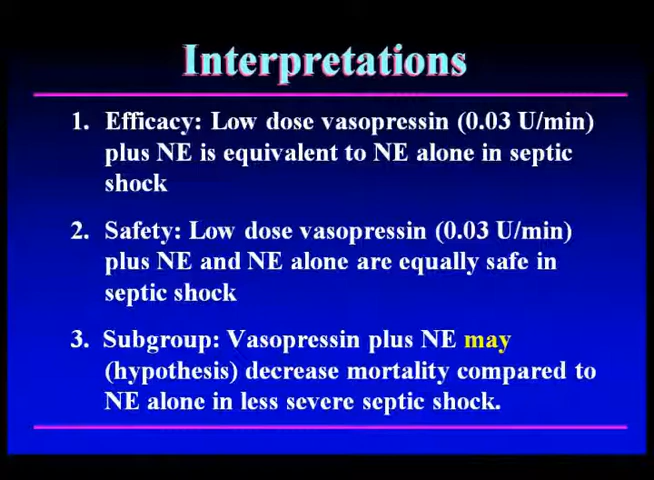 Interpretations
1. Efficacy: Low dose vasopressin (0.03 U/min)
plus NE is equivalent to NE alone in septic
shock
2. Safety: Low dose vasopressin (0.03 U/min)
plus NE and NE alone are equally safe in
septic shock
3. Subgroup: Vasopressin plus NE may
(hypothesis) decrease mortality compared to
NE alone in less severe septic shock.